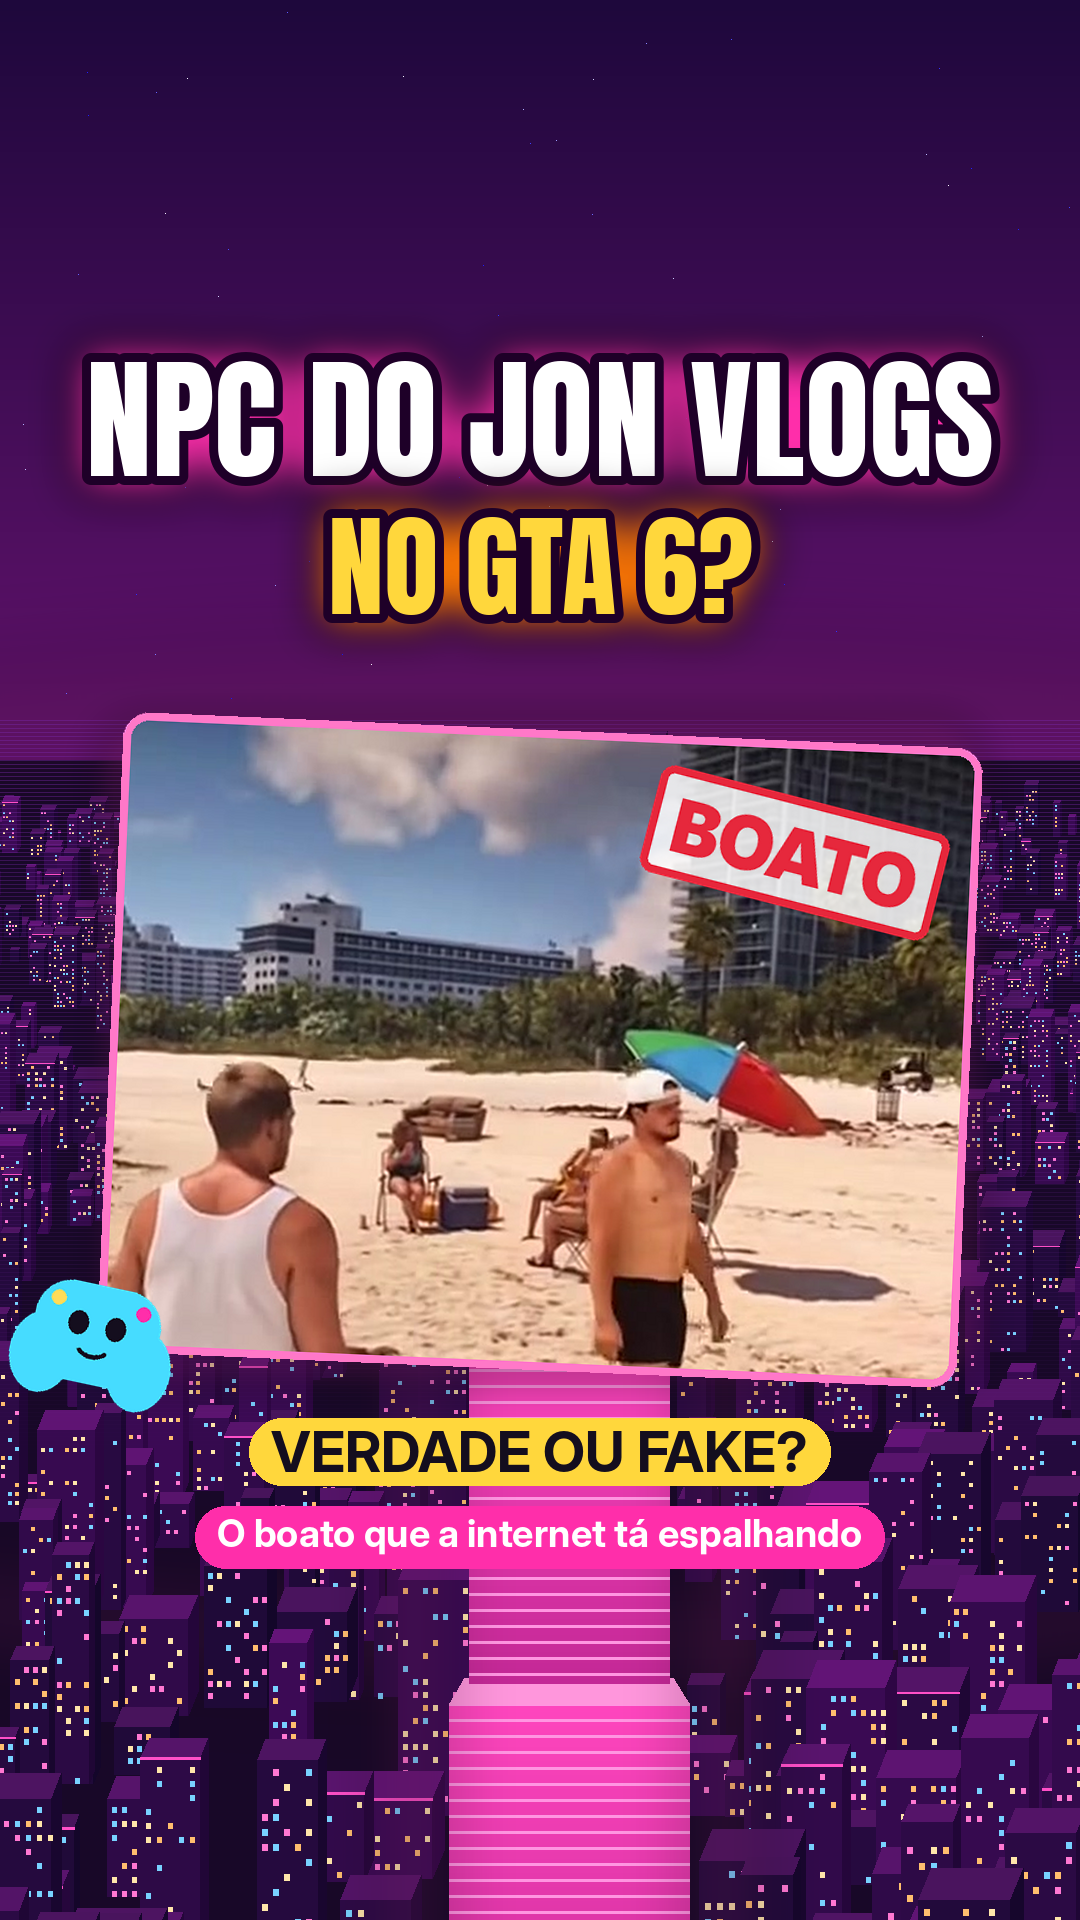 NPC DO JON VLOGS
NO GTA 6?
BOATO
VERDADE OU FAKE?
O boato que a internet tá espalhando